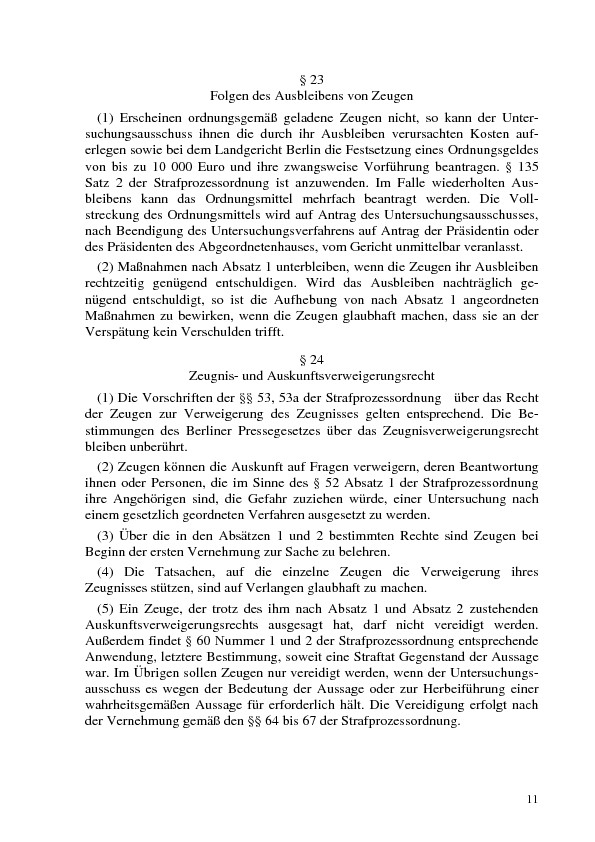 § 23
Folgen des Ausbleibens von Zeugen
(1) Erscheinen ordnungsgemäß geladene Zeugen nicht, so kann der Unter-
suchungsausschuss ihnen die durch ihr Ausbleiben verursachten Kosten auf-
erlegen sowie bei dem Landgericht Berlin die Festsetzung eines Ordnungsgeldes
von bis zu 10 000 Euro und ihre zwangsweise Vorführung beantragen. § 135
Satz 2 der Strafprozessordnung ist anzuwenden. Im Falle wiederholten Aus-
bleibens kann das Ordnungsmittel mehrfach beantragt werden. Die Voll-
streckung des Ordnungsmittels wird auf Antrag des Untersuchungsausschusses,
nach Beendigung des Untersuchungsverfahrens auf Antrag der Präsidentin oder
des Präsidenten des Abgeordnetenhauses, vom Gericht unmittelbar veranlasst.
(2) Maßnahmen nach Absatz 1 unterbleiben, wenn die Zeugen ihr Ausbleiben
rechtzeitig genügend entschuldigen. Wird das Ausbleiben nachträglich ge-
nügend entschuldigt, so ist die Aufhebung von nach Absatz 1 angeordneten
Maßnahmen zu bewirken, wenn die Zeugen glaubhaft machen, dass sie an der
Verspätung kein Verschulden trifft.
§ 24
Zeugnis- und Auskunftsverweigerungsrecht
(1) Die Vorschriften der §§ 53, 53a der Strafprozessordnung über das Recht
der Zeugen zur Verweigerung des Zeugnisses gelten entsprechend. Die Be-
stimmungen des Berliner Pressegesetzes über das Zeugnisverweigerungsrecht
bleiben unberührt.
(2) Zeugen können die Auskunft auf Fragen verweigern, deren Beantwortung
ihnen oder Personen, die im Sinne des § 52 Absatz 1 der Strafprozessordnung
ihre Angehörigen sind, die Gefahr zuziehen würde, einer Untersuchung nach
einem gesetzlich geordneten Verfahren ausgesetzt zu werden.
(3) Über die in den Absätzen 1 und 2 bestimmten Rechte sind Zeugen bei
Beginn der ersten Vernehmung zur Sache zu belehren.
(4) Die Tatsachen, auf die einzelne Zeugen die Verweigerung ihres
Zeugnisses stützen, sind auf Verlangen glaubhaft zu machen.
(5) Ein Zeuge, der trotz des ihm nach Absatz 1 und Absatz 2 zustehenden
Auskunftsverweigerungsrechts ausgesagt hat, darf nicht vereidigt werden.
Außerdem findet § 60 Nummer 1 und 2 der Strafprozessordnung entsprechende
Anwendung, letztere Bestimmung, soweit eine Straftat Gegenstand der Aussage
war. Im Übrigen sollen Zeugen nur vereidigt werden, wenn der Untersuchungs-
ausschuss es wegen der Bedeutung der Aussage oder zur Herbeiführung einer
wahrheitsgemäßen Aussage für erforderlich hält. Die Vereidigung erfolgt nach
der Vernehmung gemäß den §§ 64 bis 67 der Strafprozessordnung.
11